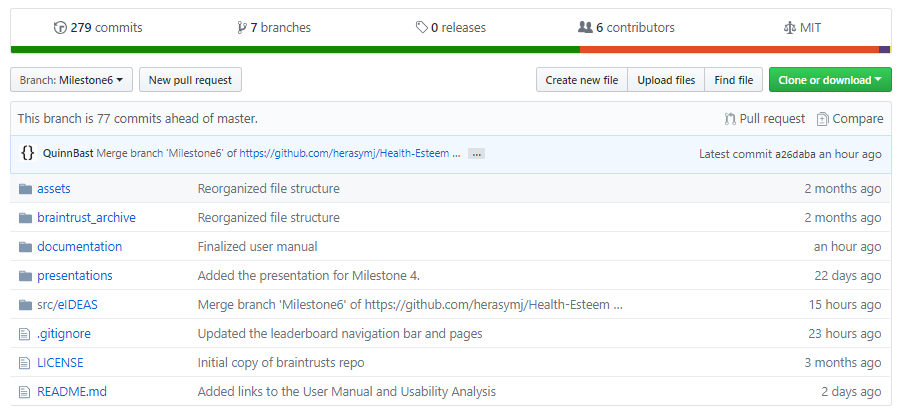 279 commits 7 branches 0 releases 6 contributors MIT
Branch: Milestone6 New pull request Create new file Upload files Find file Clone or download
This branch is 77 commits ahead of master. Pull request Compare
{} QuinnBast Merge branch 'Milestone6' of https://github.com/herasymj/Health-Esteem ... ... Latest commit a26daba an hour ago
assets Reorganized file structure 2 months ago
braintrust_archive Reorganized file structure 2 months ago
documentation Finalized user manual an hour ago
presentations Added the presentation for Milestone 4. 22 days ago
src/eIDEAS Merge branch 'Milestone6' of https://github.com/herasymj/Health-Esteem ... 15 hours ago
.gitignore Updated the leaderboard navigation bar and pages 23 hours ago
LICENSE Initial copy of braintrusts repo 3 months ago
README.md Added links to the User Manual and Usability Analysis 2 days ago